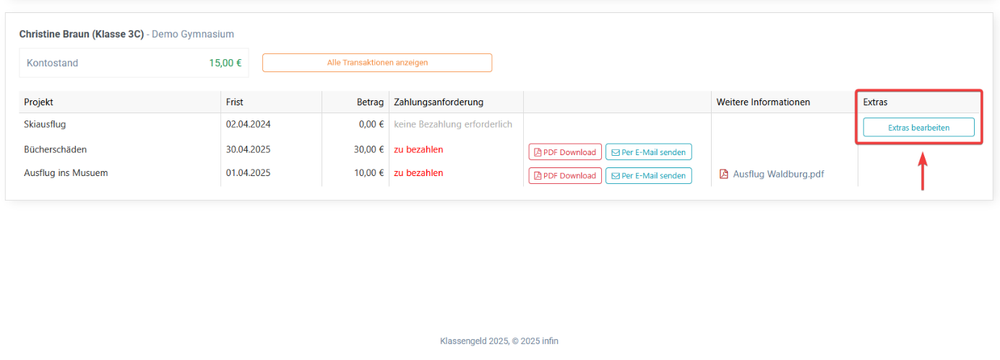 Christine Braun (Klasse 3C) - Demo Gymnasium
Kontostand 15,00 € Alle Transaktionen anzeigen
Projekt Frist Betrag Zahlungsanforderung Weitere Informationen Extras
Skiausflug 02.04.2024 0,00 € keine Bezahlung erforderlich Extras bearbeiten
Bücherschäden 30.04.2025 30,00 € zu bezahlen PDF Download Per E-Mail senden
Ausflug ins Musuem 01.04.2025 10,00 € zu bezahlen PDF Download Per E-Mail senden Ausflug Waldburg.pdf
Klassengeld 2025, © 2025 infin